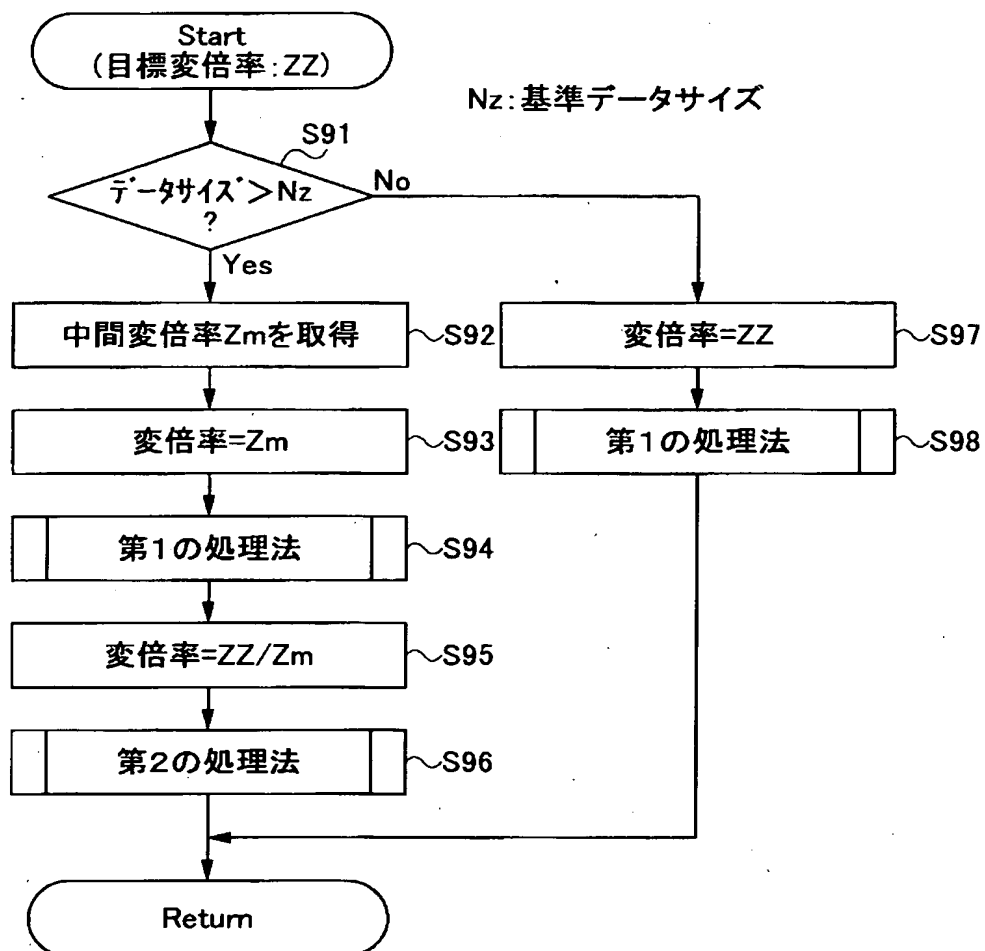 Start
(目標変倍率:ZZ)
Nz:基準データサイズ
S91
データサイズ>Nz
?
No
Yes
中間変倍率Zmを取得
S92
変倍率=Zm
S93
第1の処理法
S94
変倍率=ZZ/Zm
S95
第2の処理法
S96
変倍率=ZZ
S97
第1の処理法
S98
Return